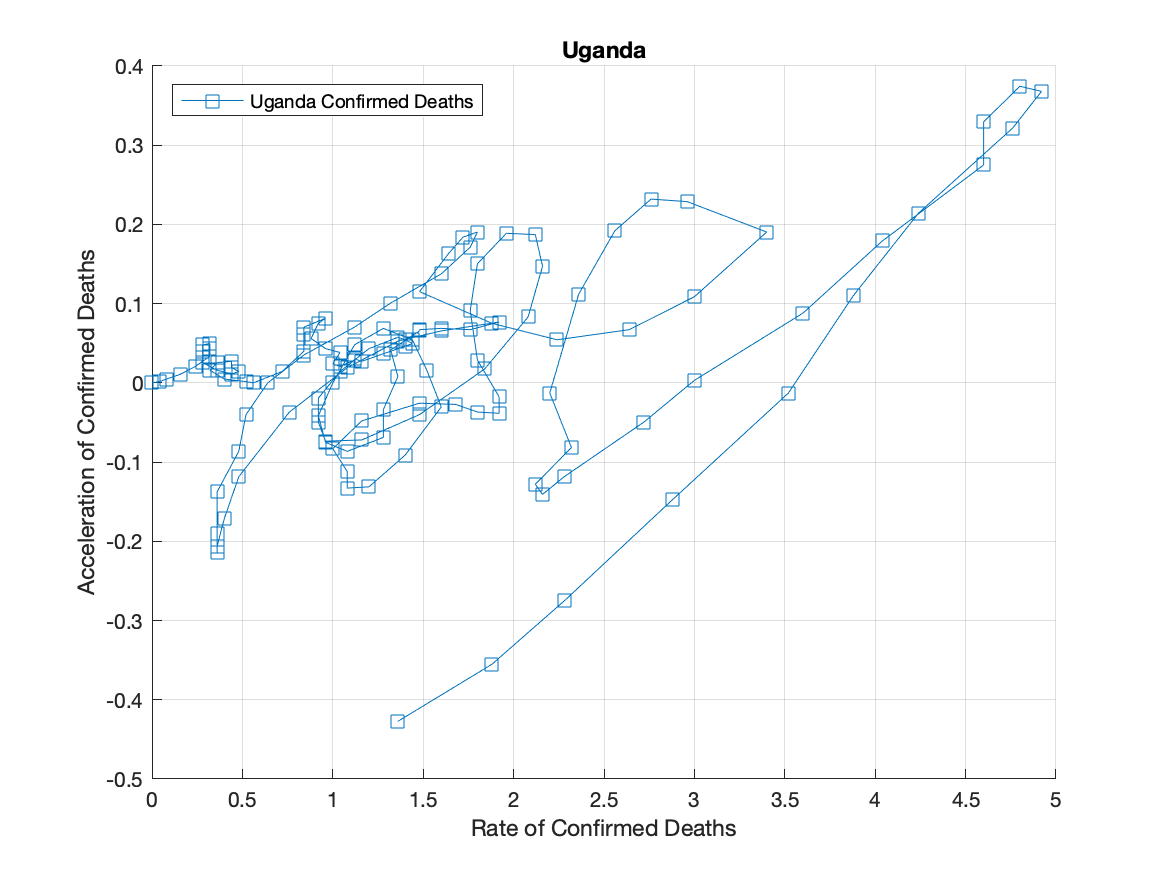 Uganda
Uganda Confirmed Deaths
0.4
0.3
0.2
0.1
0
-0.1
-0.2
-0.3
-0.4
-0.5
Acceleration of Confirmed Deaths
0 0.5 1 1.5 2 2.5 3 3.5 4 4.5 5
Rate of Confirmed Deaths